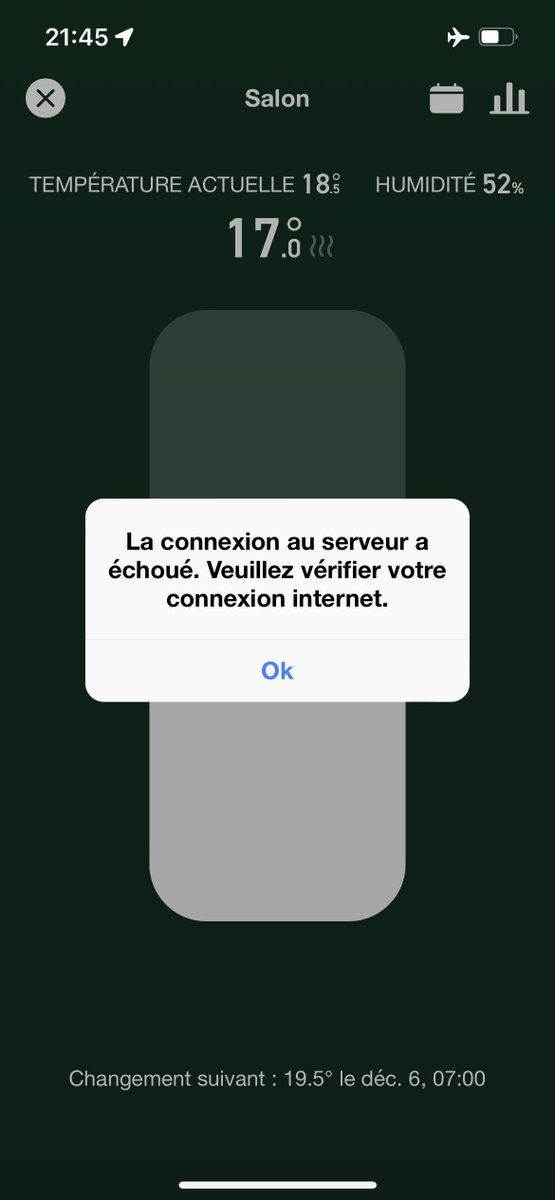 21:45
Salon
TEMPÉRATURE ACTUELLE 18.5° HUMIDITÉ 52%
17.0°
La connexion au serveur a
échoué. Veuillez vérifier votre
connexion internet.
Ok
Changement suivant : 19.5° le déc. 6, 07:00